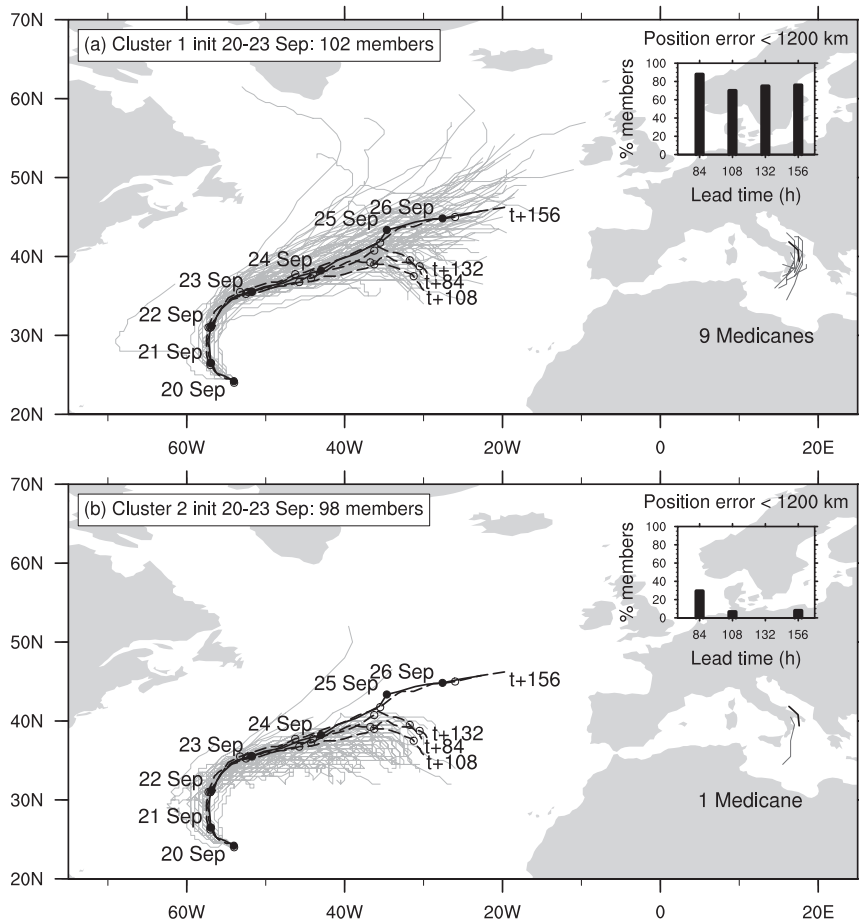 70N
(a) Cluster 1 init 20-23 Sep: 102 members
Position error < 1200 km
100
80
60
40
20
0
% members
84 108 132 156
Lead time (h)
60N
50N
40N
30N
20N
26 Sep
25 Sep
24 Sep
23 Sep
22 Sep
21 Sep
20 Sep
t+156
t+132
t+84
t+108
9 Medicanes
60W 40W 20W 0 20E
70N
(b) Cluster 2 init 20-23 Sep: 98 members
Position error < 1200 km
100
80
60
40
20
0
% members
84 108 132 156
Lead time (h)
60N
50N
40N
30N
20N
26 Sep
25 Sep
24 Sep
23 Sep
22 Sep
21 Sep
20 Sep
t+156
t+132
t+84
t+108
1 Medicane
60W 40W 20W 0 20E